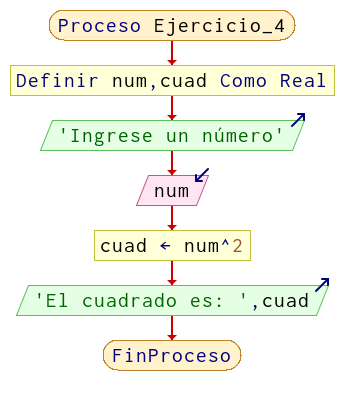 Proceso Ejercicio_4
Definir num,cuad Como Real
'Ingrese un número'
num
cuad ← num^2
'El cuadrado es: ',cuad
FinProceso